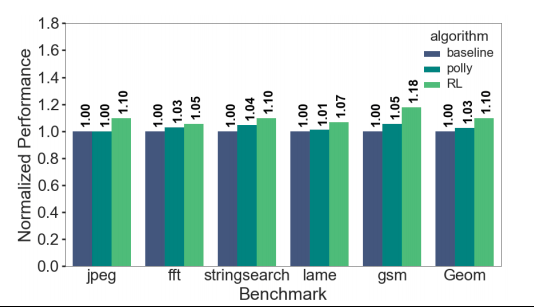 Normalized Performance
1.8
1.6
1.4
1.2
1.0
0.8
0.6
0.4
0.2
0.0
algorithm
baseline
polly
RL
1.00 1.00 1.10
1.00 1.03 1.05
1.00 1.04 1.10
1.00 1.01 1.07
1.00 1.05 1.18
1.00 1.03 1.10
jpeg fft stringsearch lame gsm Geom
Benchmark